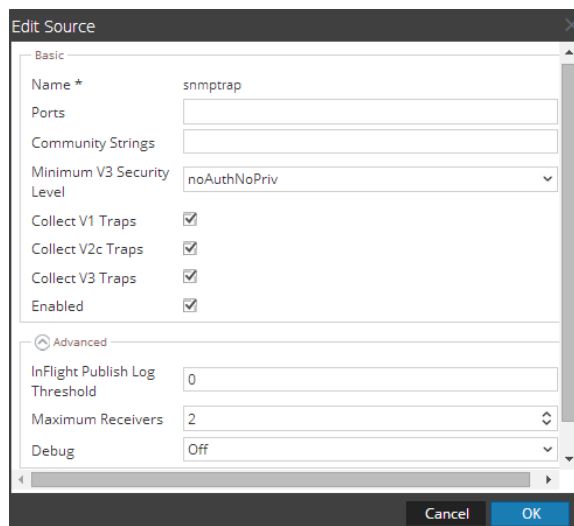 Edit Source
Basic
Name * snmptrap
Ports
Community Strings
Minimum V3 Security
Level
noAuthNoPriv
Collect V1 Traps
Collect V2c Traps
Collect V3 Traps
Enabled
Advanced
InFlight Publish Log
Threshold
0
Maximum Receivers 2
Debug Off
Cancel OK